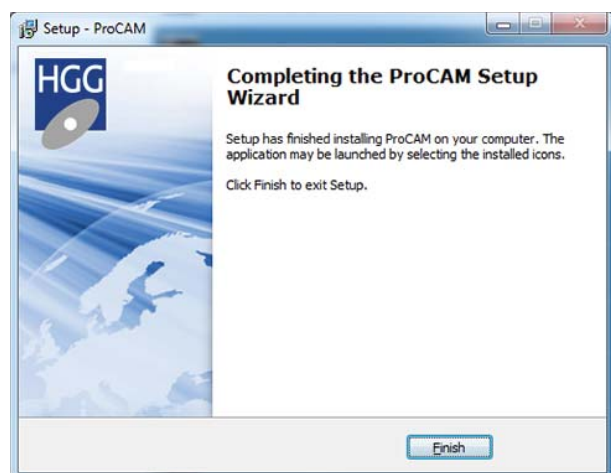 Setup - ProCAM
HGG
Completing the ProCAM Setup
Wizard
Setup has finished installing ProCAM on your computer. The
application may be launched by selecting the installed icons.
Click Finish to exit Setup.
Finish